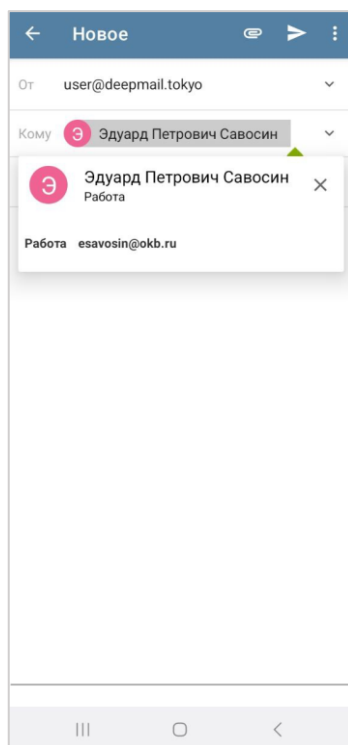 Новое
От user@deepmail.tokyo
Кому Э Эдуард Петрович Савосин
Э Эдуард Петрович Савосин
Работа
Работа esavosin@okb.ru